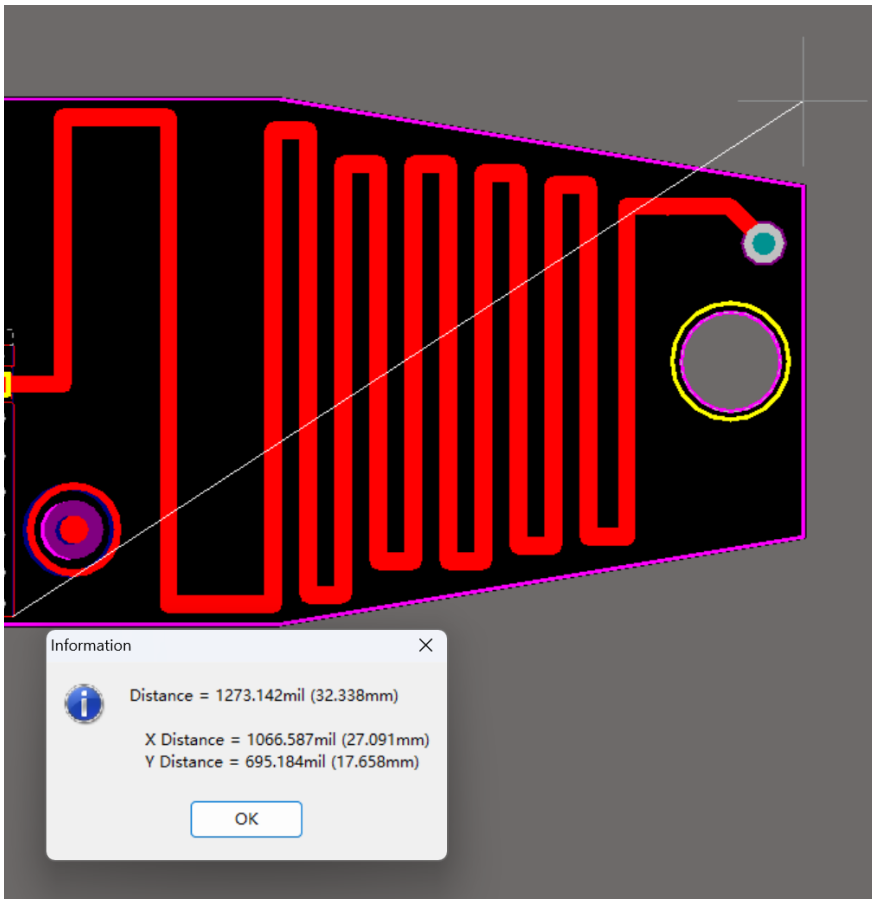 Information
Distance = 1273.142mil (32.338mm)
X Distance = 1066.587mil (27.091mm)
Y Distance = 695.184mil (17.658mm)
OK